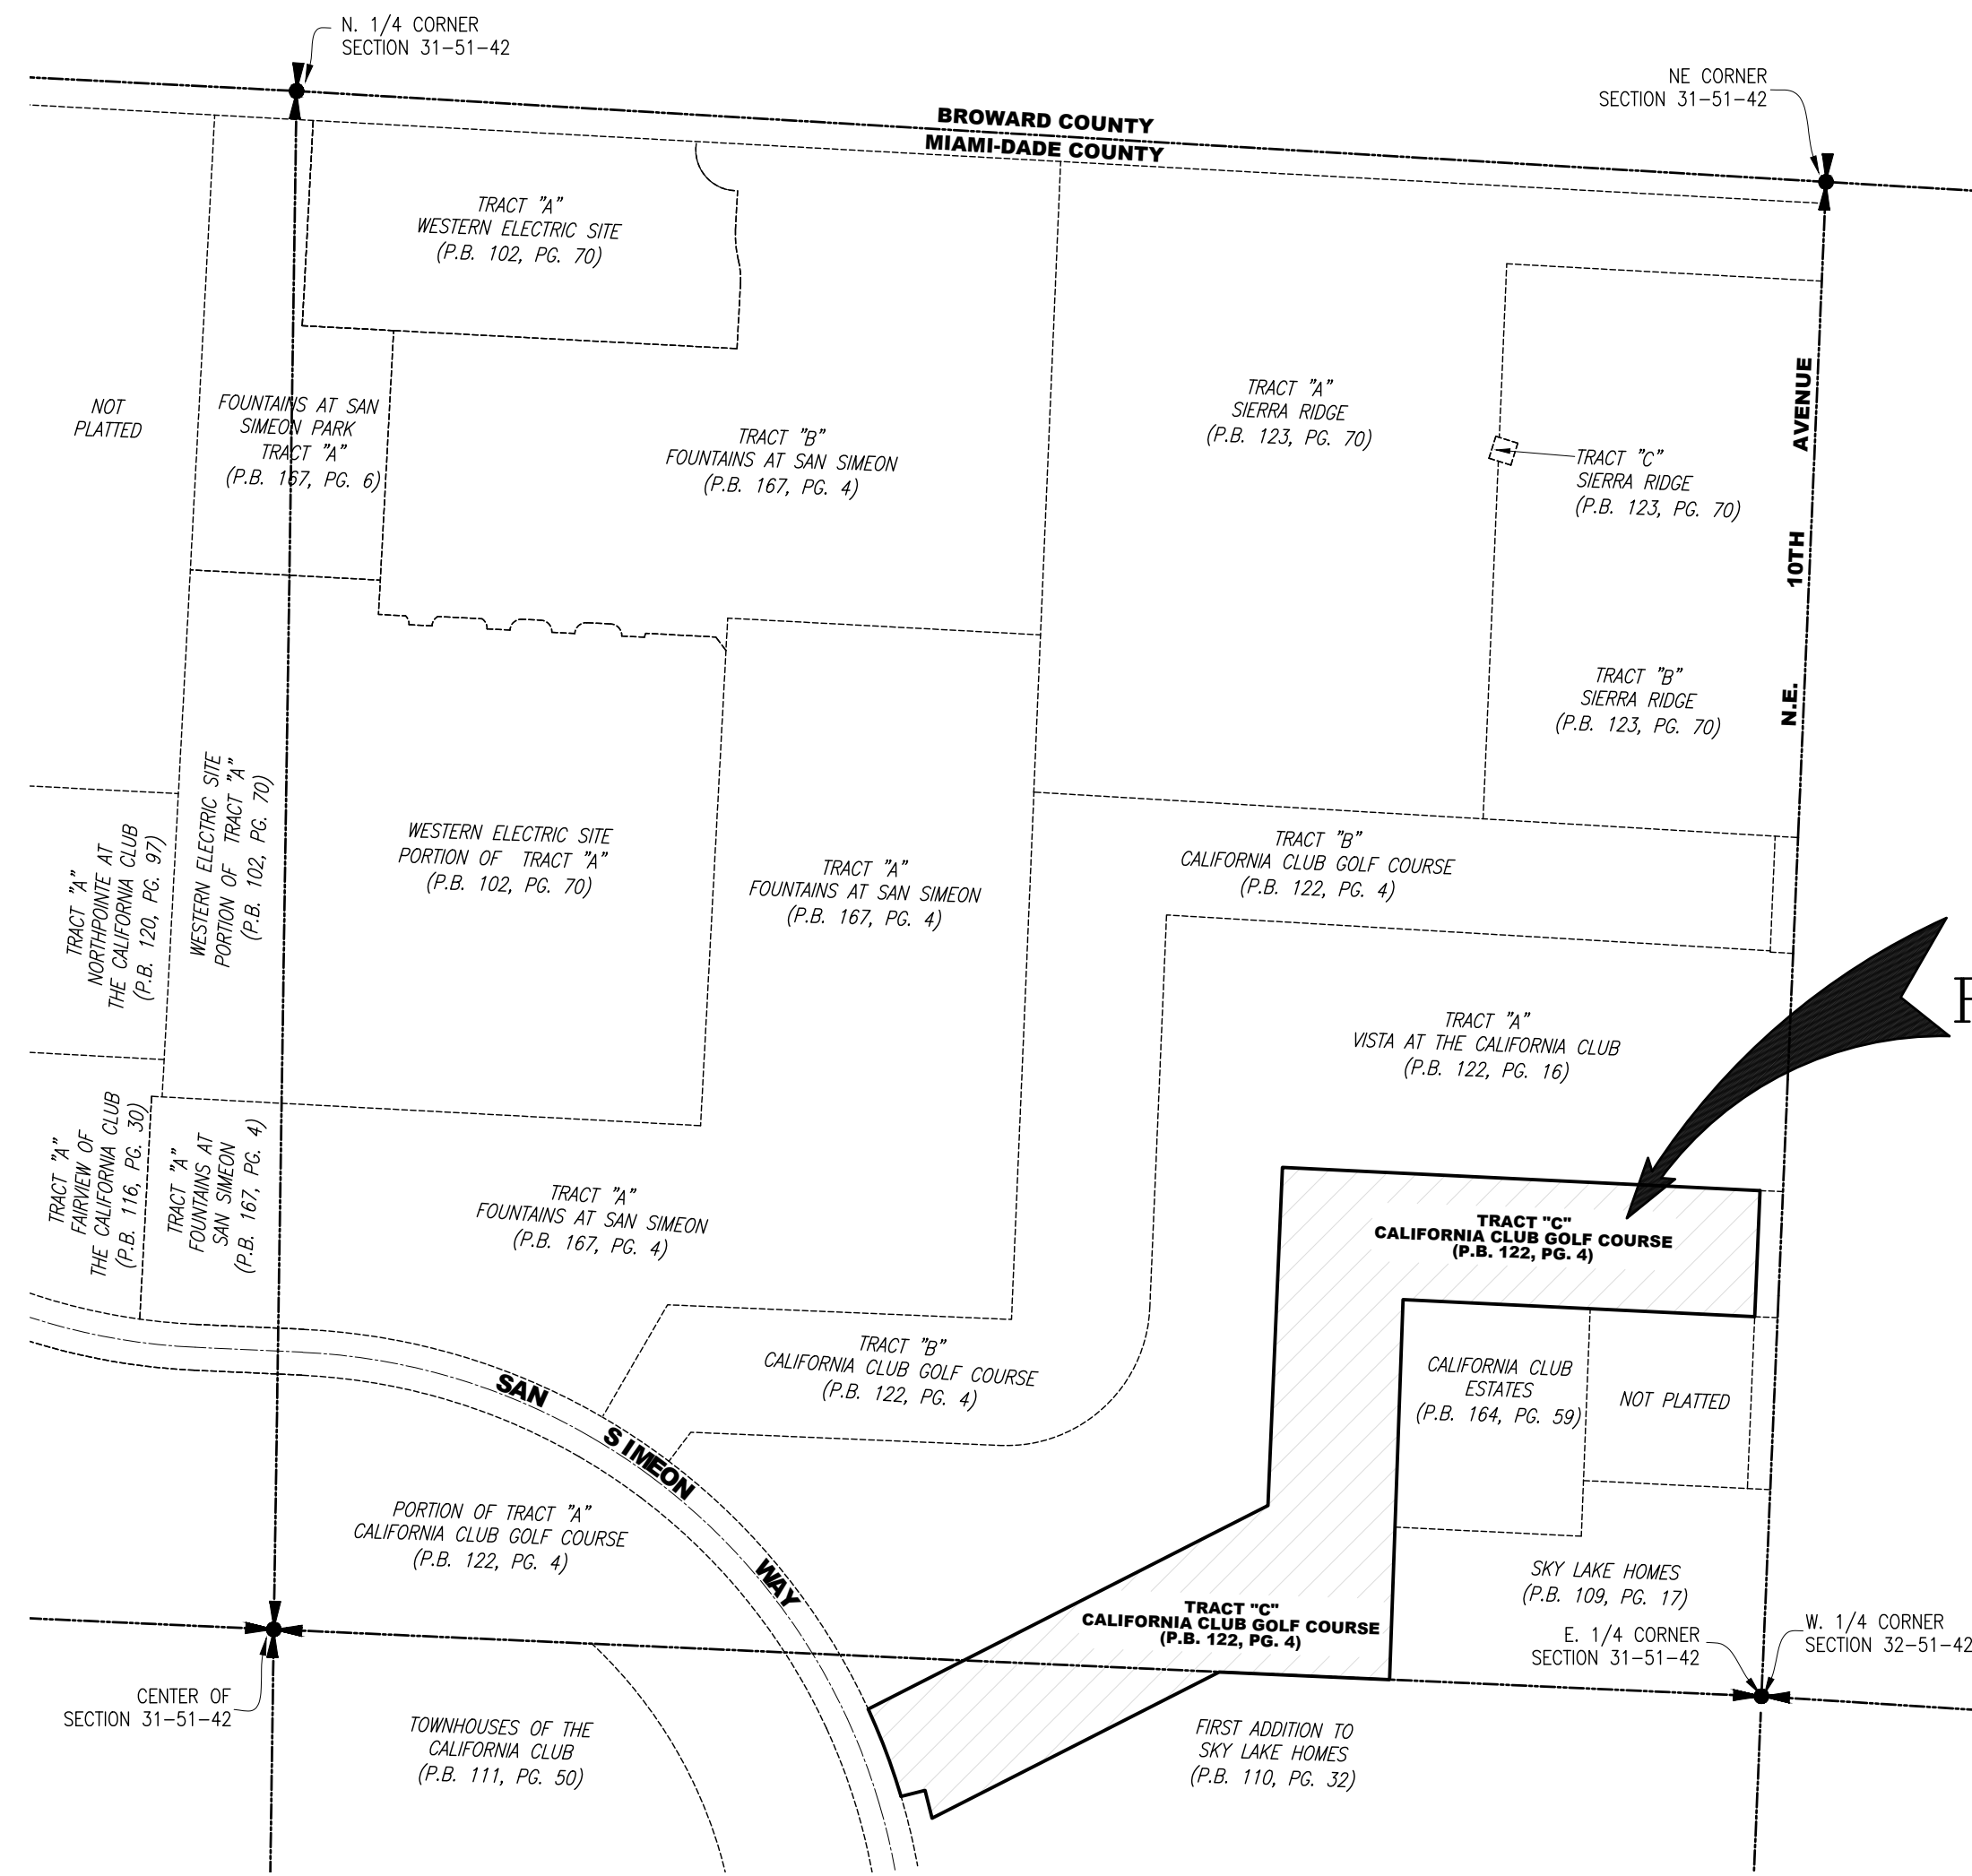 N. 1/4 CORNER
SECTION 31-51-42
NE CORNER
SECTION 31-51-42
BROWARD COUNTY
MIAMI-DADE COUNTY
TRACT "A"
WESTERN ELECTRIC SITE
(P.B. 102, PG. 70)
NOT
PLATTED
FOUNTAINS AT SAN
SIMEON PARK
TRACT "A"
(P.B. 167, PG. 6)
TRACT "B"
FOUNTAINS AT SAN SIMEON
(P.B. 167, PG. 4)
TRACT "A"
SIERRA RIDGE
(P.B. 123, PG. 70)
TRACT "C"
SIERRA RIDGE
(P.B. 123, PG. 70)
N.E. 10TH AVENUE
TRACT "B"
SIERRA RIDGE
(P.B. 123, PG. 70)
TRACT "A"
NORTHPOINTE AT
THE CALIFORNIA CLUB
(P.B. 120, PG. 97)
WESTERN ELECTRIC SITE
PORTION OF TRACT "A"
(P.B. 102, PG. 70)
WESTERN ELECTRIC SITE
PORTION OF TRACT "A"
(P.B. 102, PG. 70)
TRACT "A"
FOUNTAINS AT SAN SIMEON
(P.B. 167, PG. 4)
TRACT "B"
CALIFORNIA CLUB GOLF COURSE
(P.B. 122, PG. 4)
TRACT "A"
VISTA AT THE CALIFORNIA CLUB
(P.B. 122, PG. 16)
TRACT "A"
FAIRVIEW OF
THE CALIFORNIA CLUB
(P.B. 116, PG. 30)
TRACT "A"
FOUNTAINS AT
SAN SIMEON
(P.B. 167, PG. 4)
TRACT "A"
FOUNTAINS AT SAN SIMEON
(P.B. 167, PG. 4)
TRACT "C"
CALIFORNIA CLUB GOLF COURSE
(P.B. 122, PG. 4)
TRACT "B"
CALIFORNIA CLUB GOLF COURSE
(P.B. 122, PG. 4)
CALIFORNIA CLUB
ESTATES
(P.B. 164, PG. 59)
NOT PLATTED
SAN SIMEON WAY
PORTION OF TRACT "A"
CALIFORNIA CLUB GOLF COURSE
(P.B. 122, PG. 4)
SKY LAKE HOMES
(P.B. 109, PG. 17)
TRACT "C"
CALIFORNIA CLUB GOLF COURSE
(P.B. 122, PG. 4)
E. 1/4 CORNER
SECTION 31-51-42
W. 1/4 CORNER
SECTION 32-51-42
CENTER OF
SECTION 31-51-42
TOWNHOUSES OF THE
CALIFORNIA CLUB
(P.B. 111, PG. 50)
FIRST ADDITION TO
SKY LAKE HOMES
(P.B. 110, PG. 32)